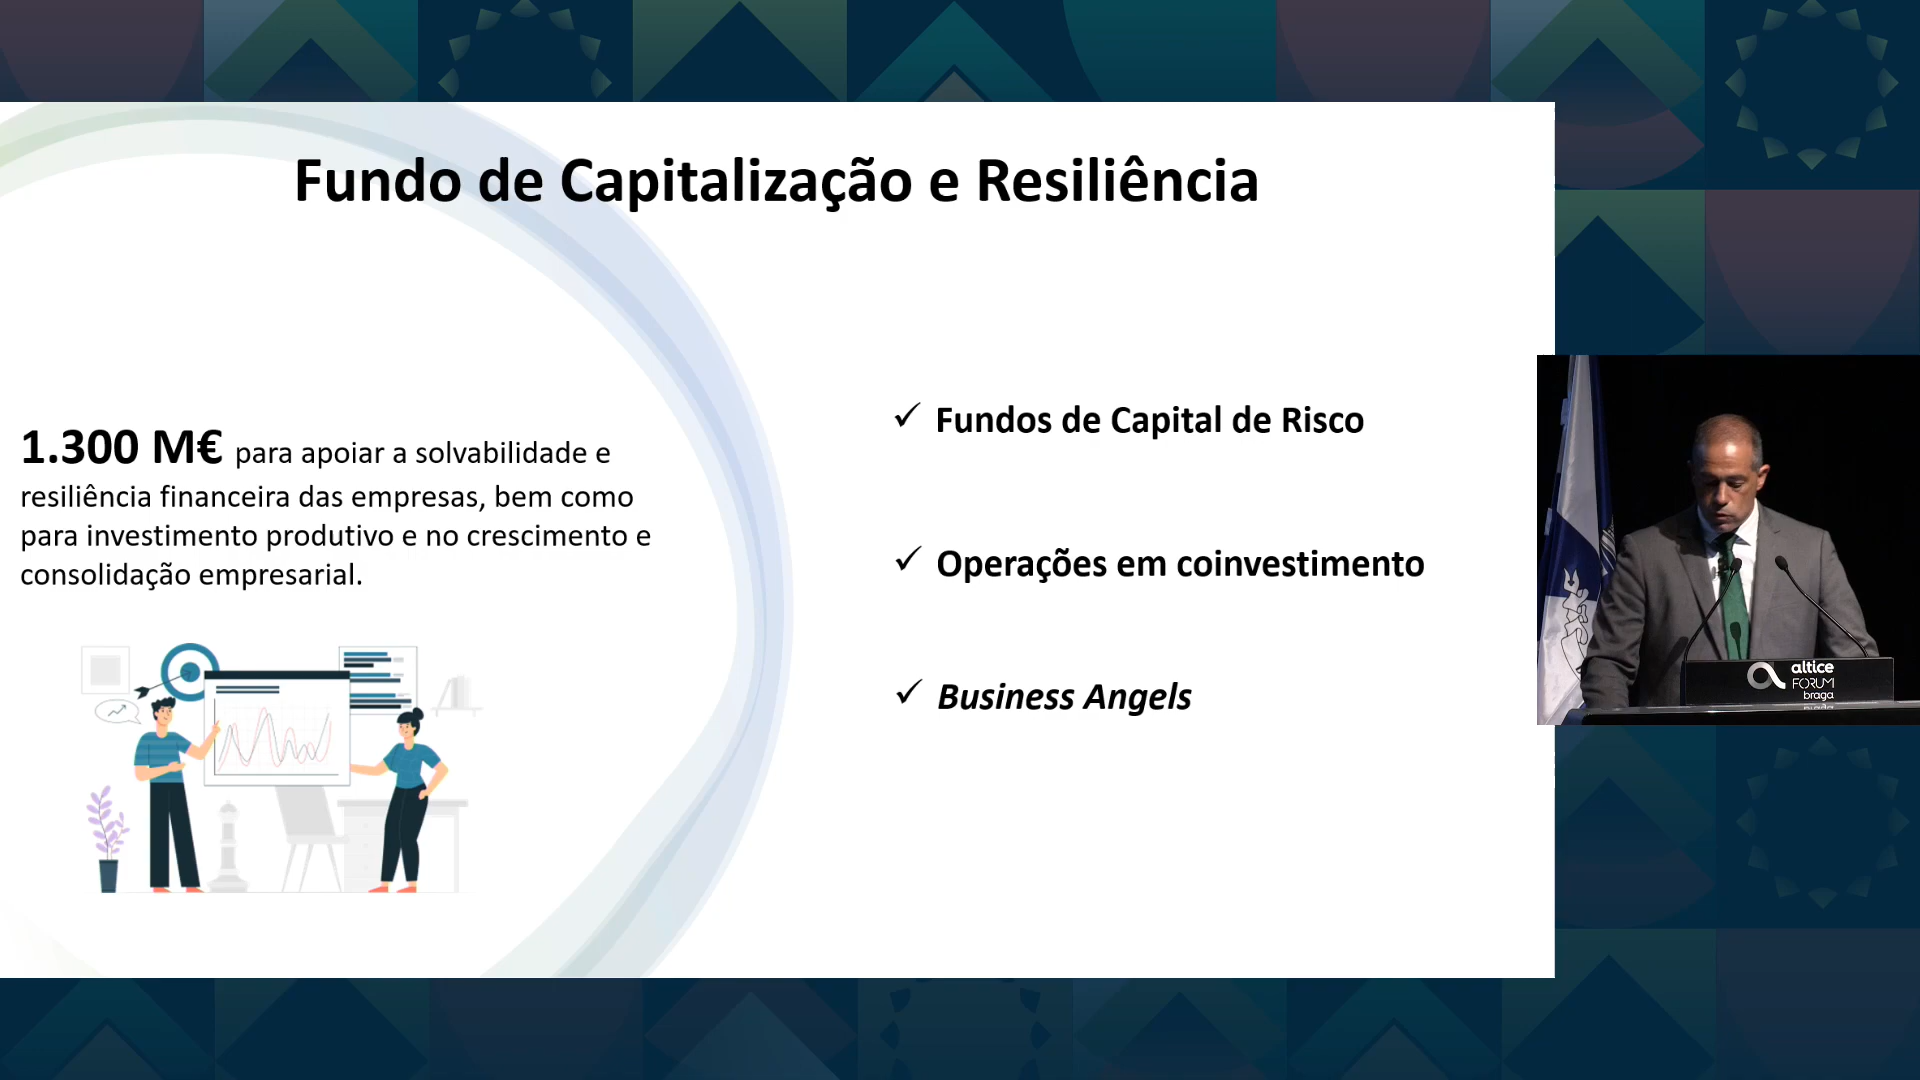 Fundo de Capitalização e Resiliência
1.300 M€ para apoiar a solvabilidade e
resiliência financeira das empresas, bem como
para investimento produtivo e no crescimento e
consolidação empresarial.
✓ Fundos de Capital de Risco
✓ Operações em coinvestimento
✓ Business Angels
altice
FORUM
braga